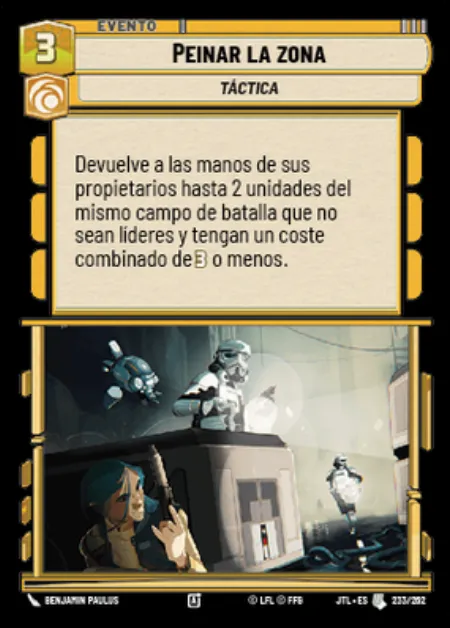 EVENTO
3
PEINAR LA ZONA
TÁCTICA
Devuelve a las manos de sus
propietarios hasta 2 unidades del
mismo campo de batalla que no
sean líderes y tengan un coste
combinado de 3 o menos.
BENJAMIN PAULUS
A
© LFL © FFG
JTL • ES
233/262